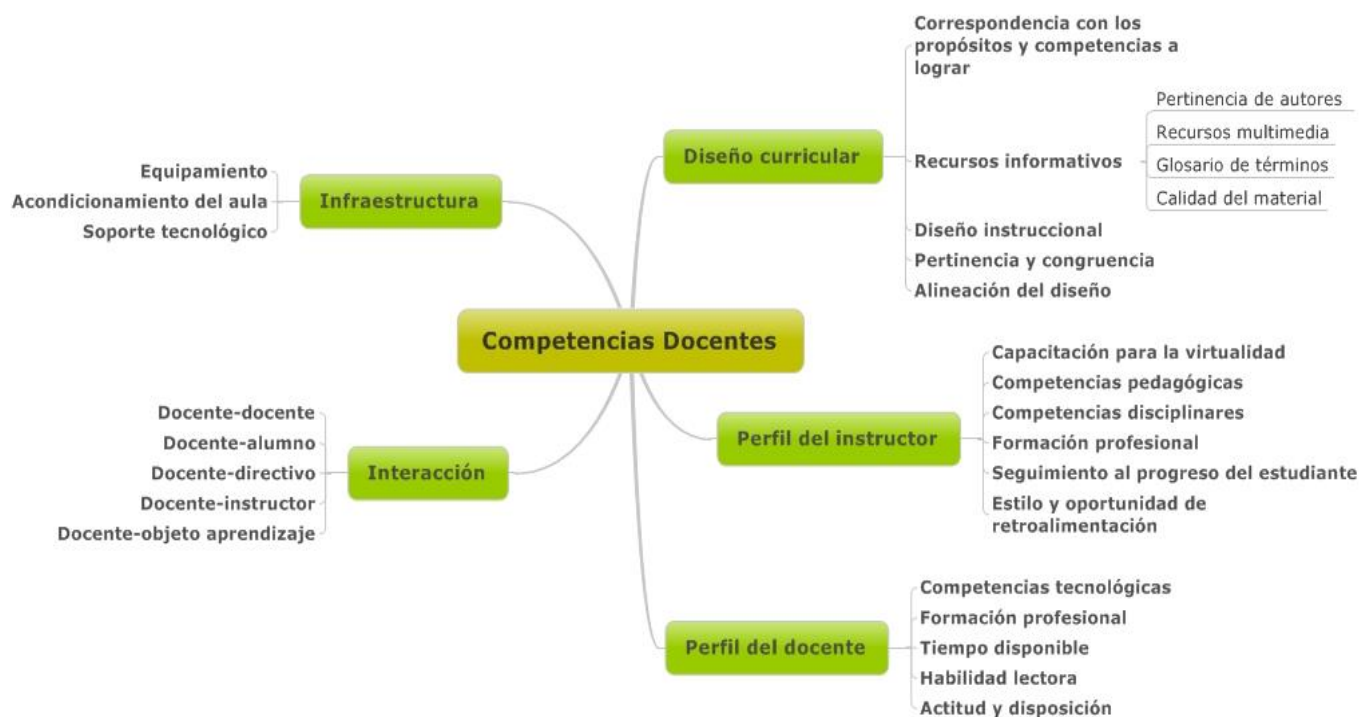 Competencias Docentes
Diseño curricular
Correspondencia con los
propósitos y competencias a
lograr
Recursos informativos
Pertinencia de autores
Recursos multimedia
Glosario de términos
Calidad del material
Diseño instruccional
Pertinencia y congruencia
Alineación del diseño
Perfil del instructor
Capacitación para la virtualidad
Competencias pedagógicas
Competencias disciplinares
Formación profesional
Seguimiento al progreso del estudiante
Estilo y oportunidad de
retroalimentación
Perfil del docente
Competencias tecnológicas
Formación profesional
Tiempo disponible
Habilidad lectora
Actitud y disposición
Infraestructura
Equipamiento
Acondicionamiento del aula
Soporte tecnológico
Interacción
Docente-docente
Docente-alumno
Docente-directivo
Docente-instructor
Docente-objeto aprendizaje